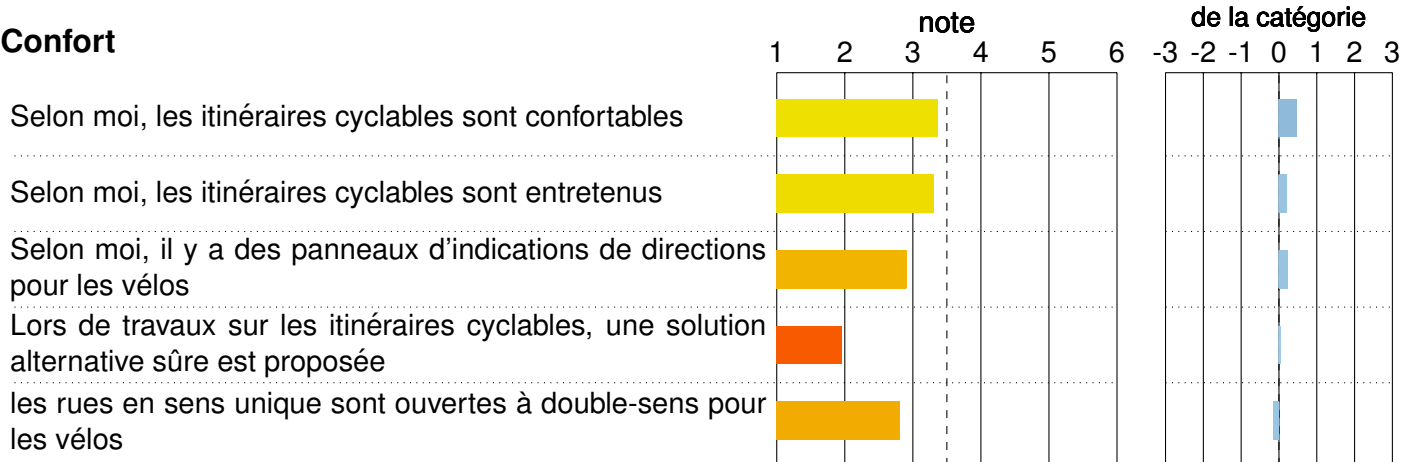 note
de la catégorie
Confort
1 2 3 4 5 6
-3 -2 -1 0 1 2 3
Selon moi, les itinéraires cyclables sont confortables
Selon moi, les itinéraires cyclables sont entretenus
Selon moi, il y a des panneaux d'indications de directions
pour les vélos
Lors de travaux sur les itinéraires cyclables, une solution
alternative sûre est proposée
les rues en sens unique sont ouvertes à double-sens pour
les vélos